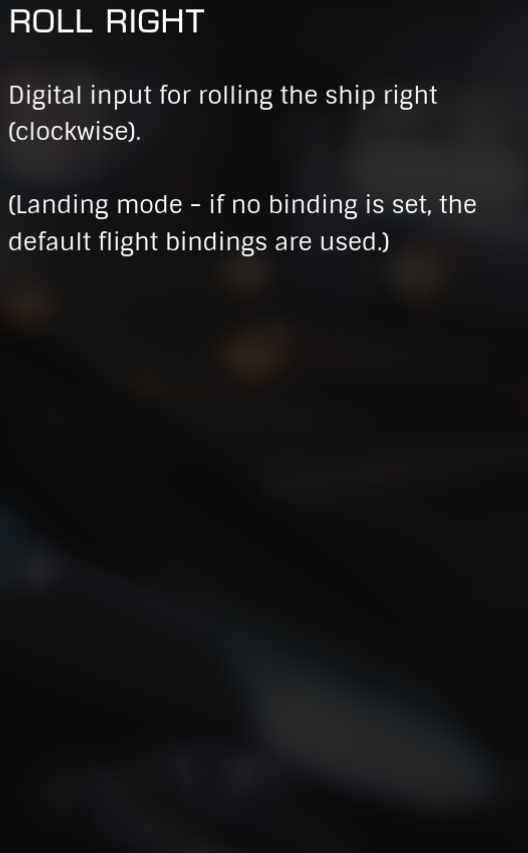 ROLL RIGHT
Digital input for rolling the ship right
(clockwise).
(Landing mode - if no binding is set, the
default flight bindings are used.)